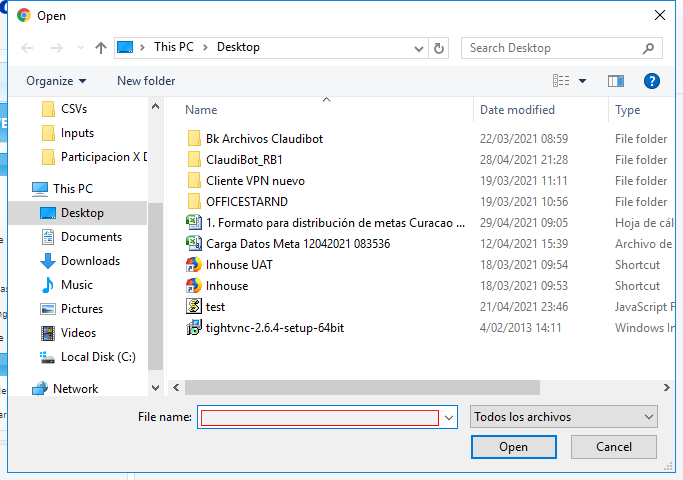 Open
This PC > Desktop
Search Desktop
Organize
New folder
Name
Date modified
Type
CSVs
Inputs
Participacion X D
This PC
Desktop
Documents
Downloads
Music
Pictures
Videos
Local Disk (C:)
Network
Bk Archivos Claudibot 22/03/2021 08:59 File folder
ClaudiBot_RB1 28/04/2021 21:28 File folder
Cliente VPN nuevo 19/03/2021 11:11 File folder
OFFICESTARND 19/03/2021 10:56 File folder
1. Formato para distribución de metas Curacao ... 29/04/2021 09:05 Hoja de cál
Carga Datos Meta 12042021 083536 12/04/2021 15:39 Archivo de
Inhouse UAT 18/03/2021 09:54 Shortcut
Inhouse 18/03/2021 09:53 Shortcut
test 21/04/2021 23:46 JavaScript F
tightvnc-2.6.4-setup-64bit 4/02/2013 14:11 Windows In
File name:
Todos los archivos
Open
Cancel